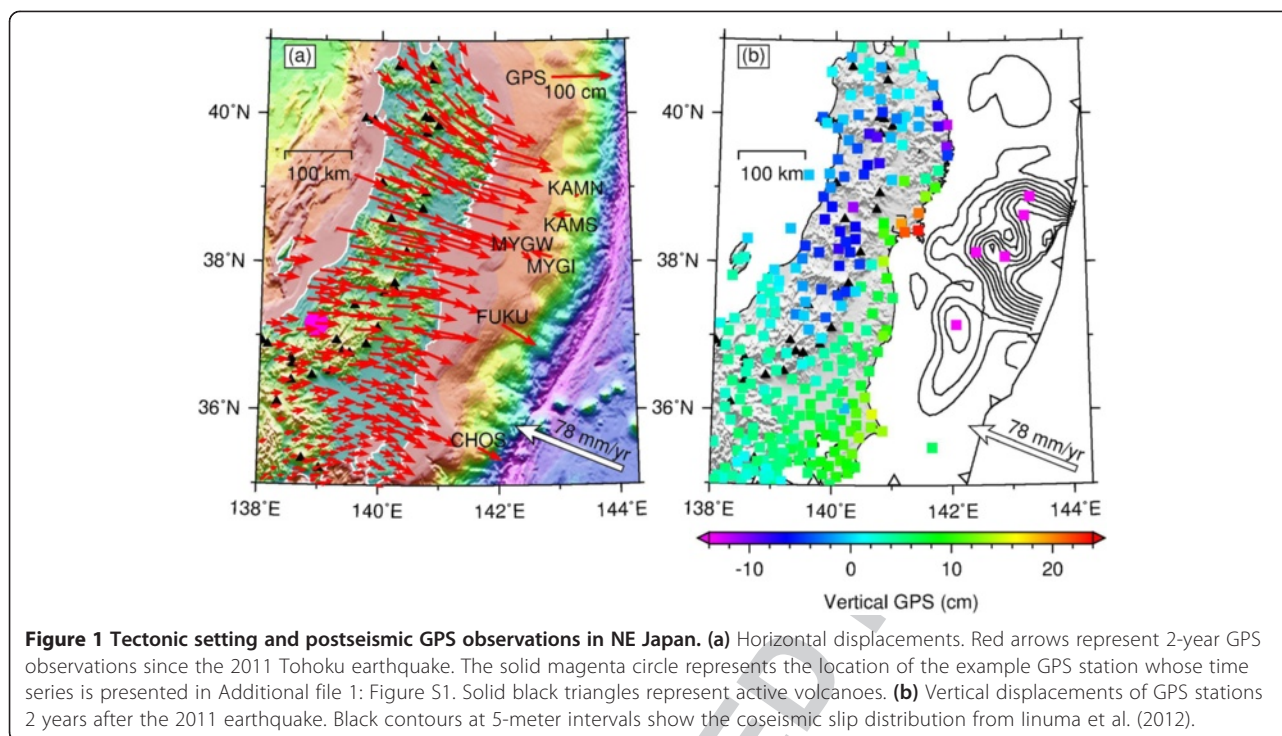 (a)
GPS
100 cm
40°N
100 km
KAMN
KAMS
MYGW
MYGI
38°N
FUKU
36°N
CHOS
78 mm/yr
138°E
140°E
142°E
144°E
(b)
40°N
100 km
38°N
36°N
78 mm/yr
138°E
140°E
142°E
144°E
-10
0
10
20
Vertical GPS (cm)
Figure 1 Tectonic setting and postseismic GPS observations in NE Japan. (a) Horizontal displacements. Red arrows represent 2-year GPS
observations since the 2011 Tohoku earthquake. The solid magenta circle represents the location of the example GPS station whose time
series is presented in Additional file 1: Figure S1. Solid black triangles represent active volcanoes. (b) Vertical displacements of GPS stations
2 years after the 2011 earthquake. Black contours at 5-meter intervals show the coseismic slip distribution from Iinuma et al. (2012).